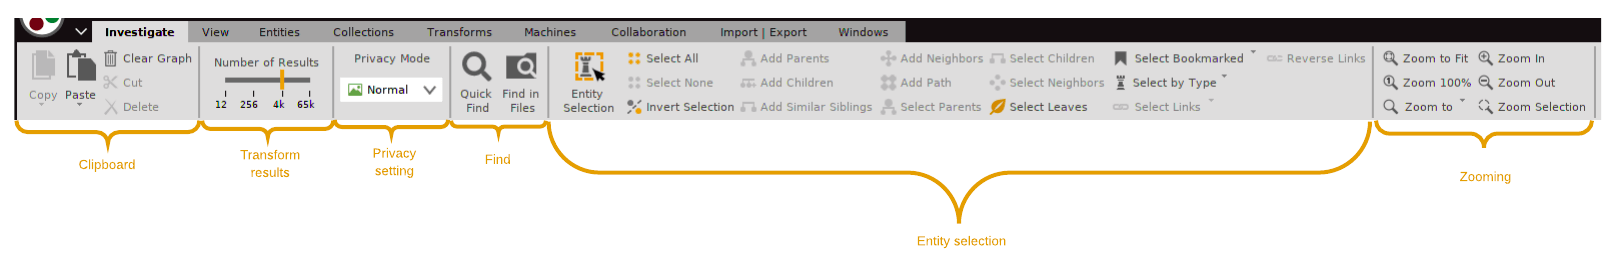 Investigate View Entities Collections Transforms Machines Collaboration Import | Export Windows
Copy
Paste
Clear Graph
Cut
Delete
Number of Results
12 256 4k 65k
Privacy Mode
Normal
Quick
Find
Find in
Files
Entity
Selection
Select All
Select None
Invert Selection
Add Parents
Add Children
Add Similar Siblings
Add Neighbors
Add Path
Select Parents
Select Children
Select Neighbors
Select Leaves
Select Bookmarked
Select by Type
Select Links
Reverse Links
Zoom to Fit
Zoom 100%
Zoom to
Zoom In
Zoom Out
Zoom Selection
Clipboard
Transform
results
Privacy
setting
Find
Entity selection
Zooming